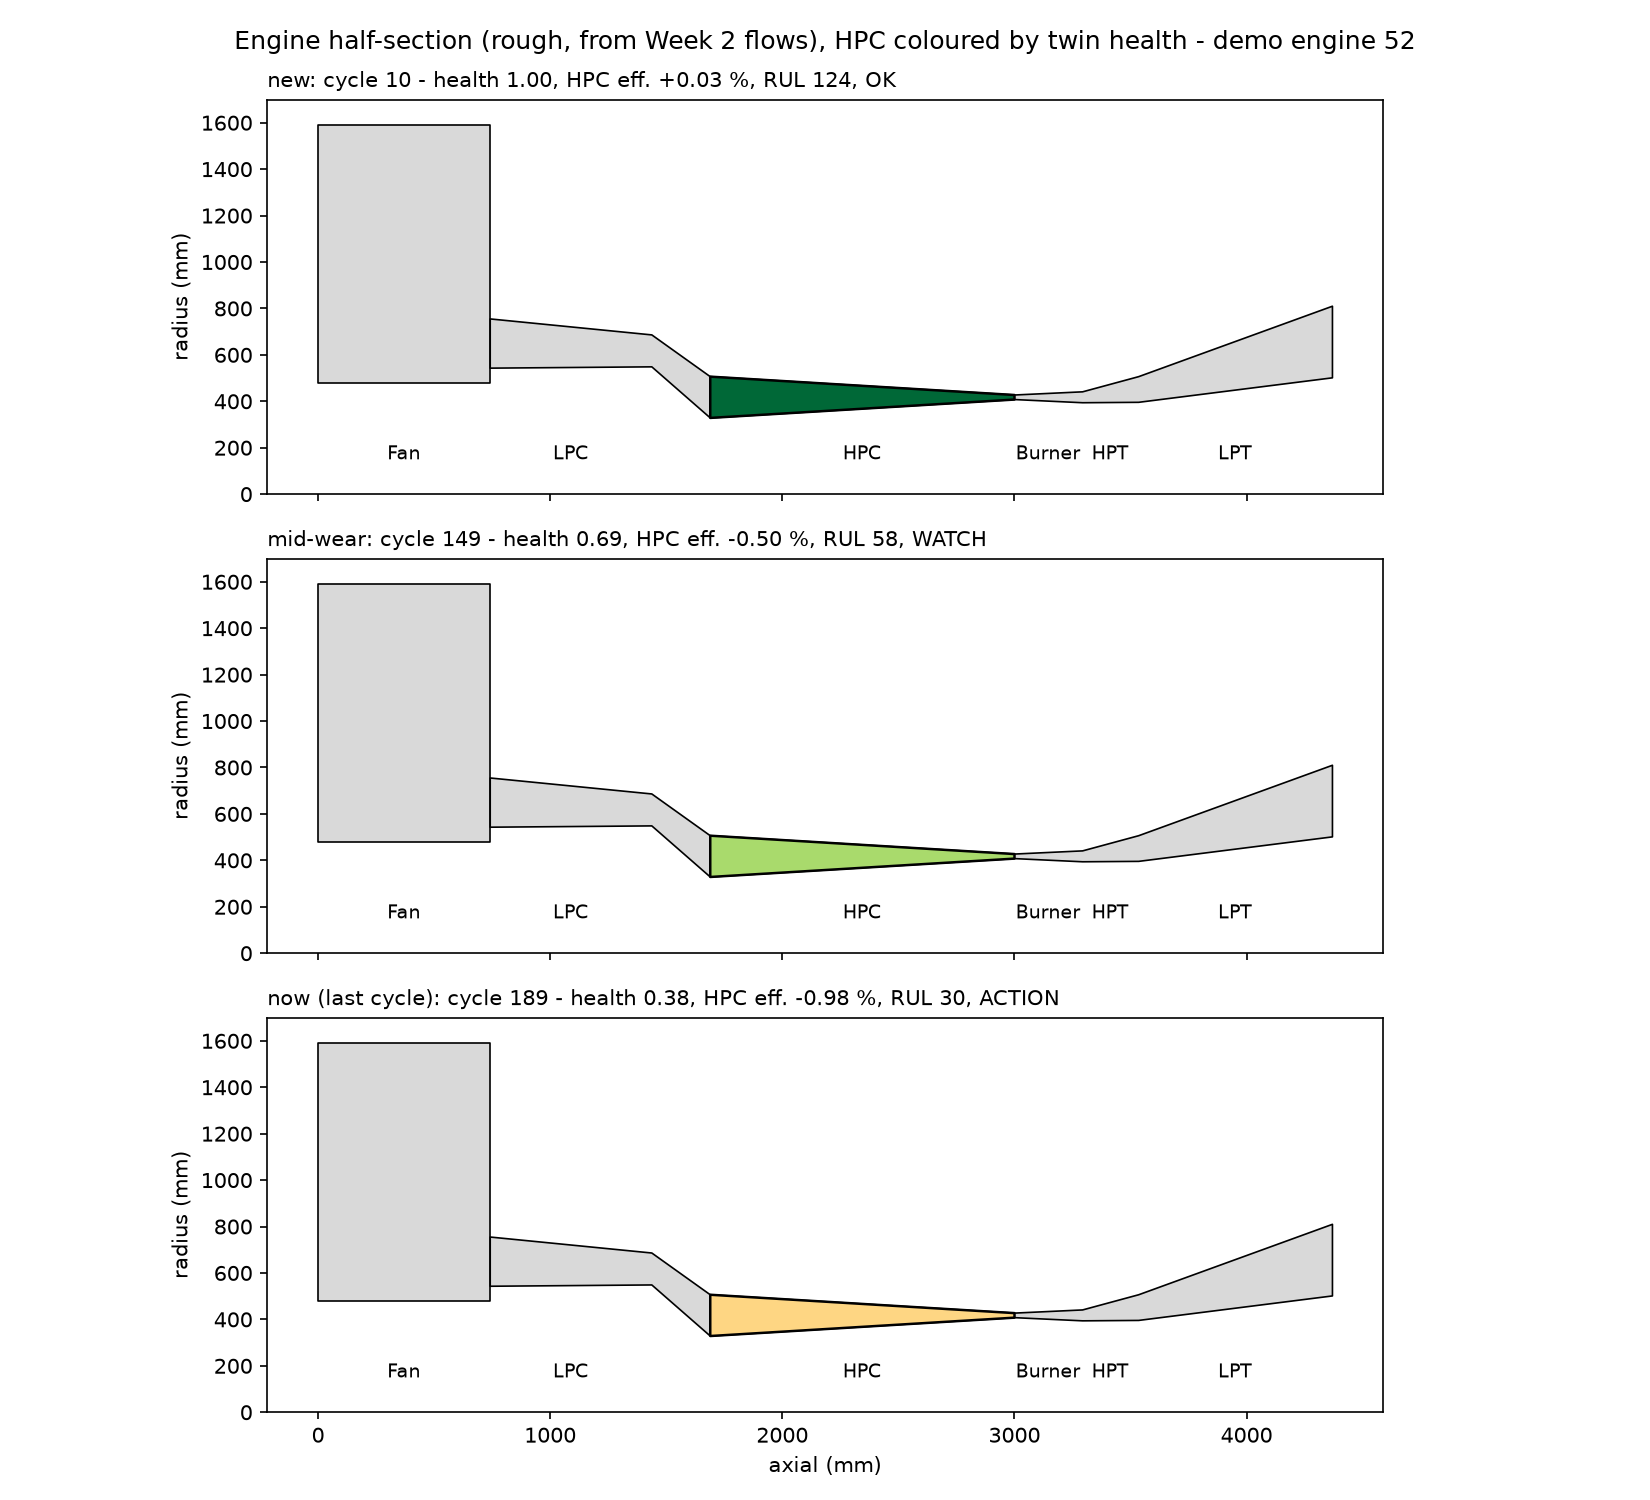 Engine half-section (rough, from Week 2 flows), HPC coloured by twin health - demo engine 52
new: cycle 10 - health 1.00, HPC eff. +0.03 %, RUL 124, OK
1600
1400
1200
1000
800
600
400
200
0
radius (mm)
Fan LPC HPC Burner HPT LPT
mid-wear: cycle 149 - health 0.69, HPC eff. -0.50 %, RUL 58, WATCH
1600
1400
1200
1000
800
600
400
200
0
radius (mm)
Fan LPC HPC Burner HPT LPT
now (last cycle): cycle 189 - health 0.38, HPC eff. -0.98 %, RUL 30, ACTION
1600
1400
1200
1000
800
600
400
200
0
radius (mm)
Fan LPC HPC Burner HPT LPT
0 1000 2000 3000 4000
axial (mm)